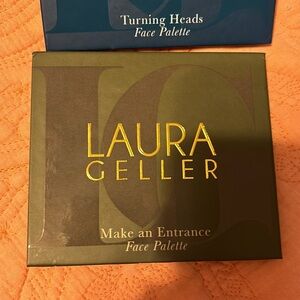 Turning Heads
Face Palette
LAURA
GELLER
Make an Entrance
Face Palette